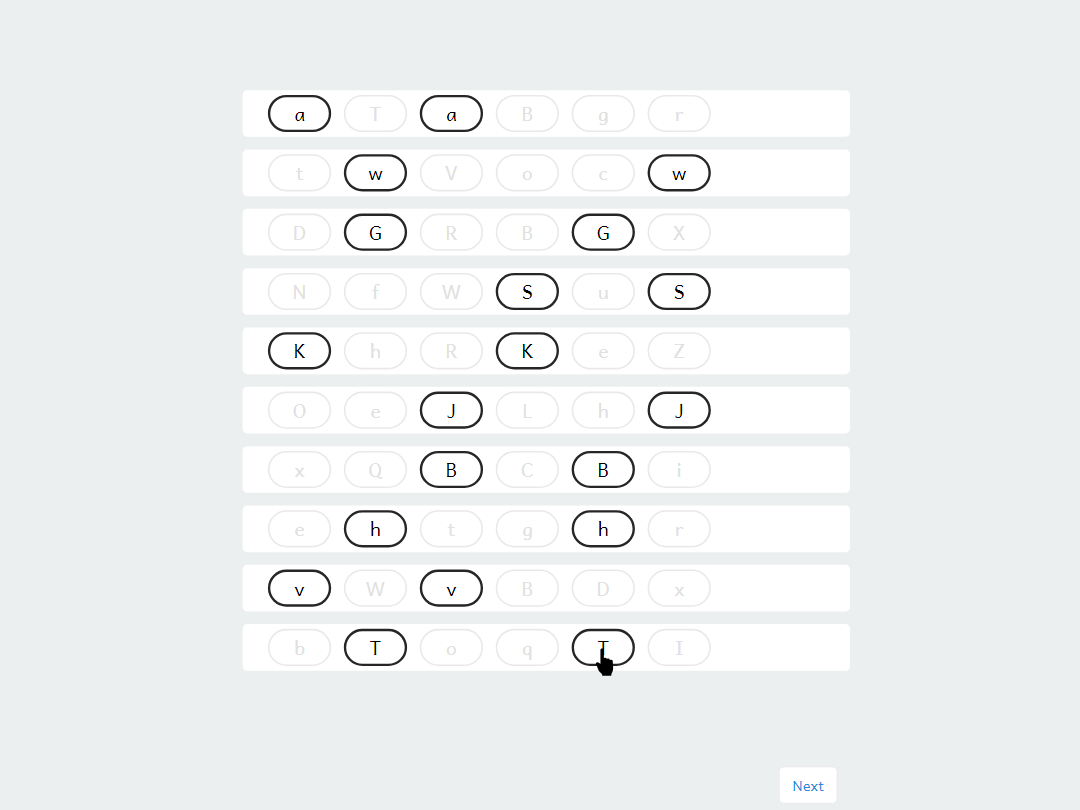 a T a B g r
t w V o c w
D G R B G X
N f W S u S
K h R K e Z
O e J L h J
x Q B C B i
e h t g h r
v W v B D x
b T o q T I
Next